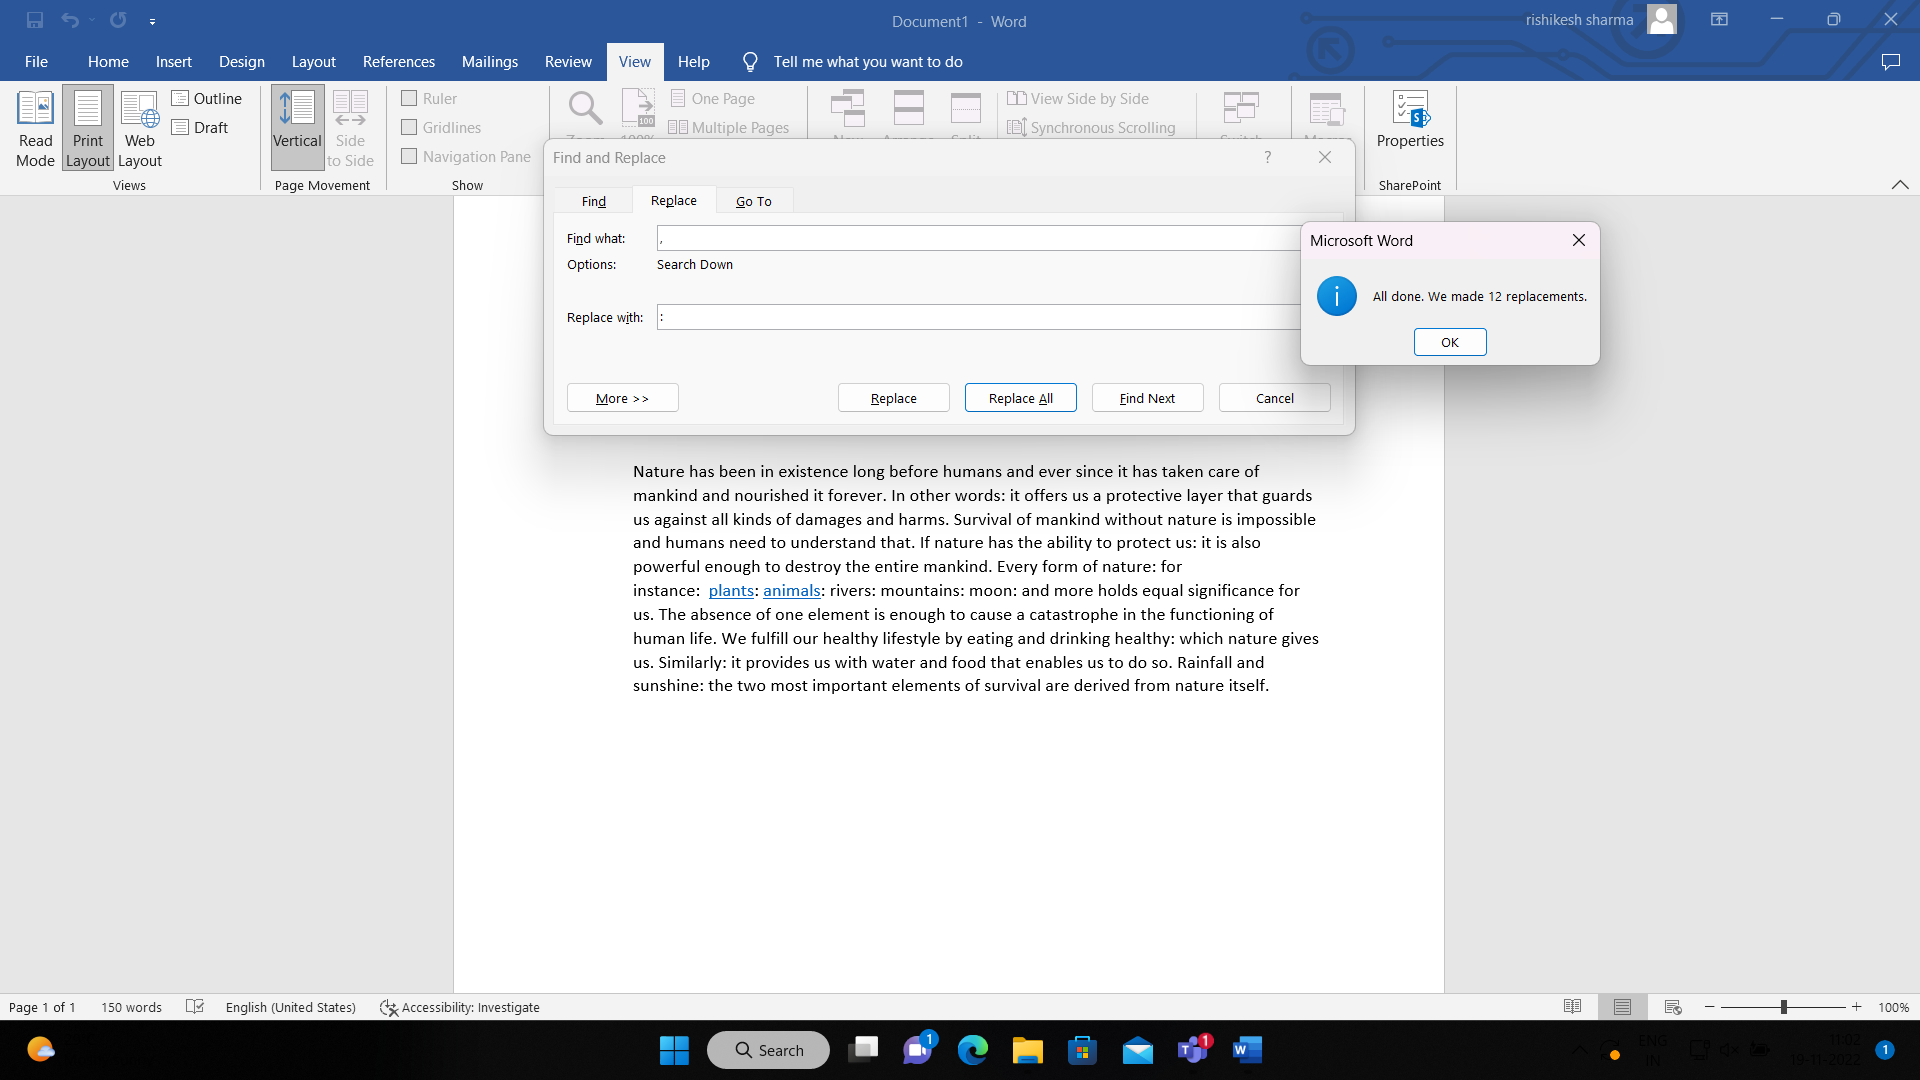 Document1 - Word
rishikesh sharma
File Home Insert Design Layout References Mailings Review View Help Tell me what you want to do
Read Mode
Print Layout
Web Layout
Outline
Draft
Views
Vertical
Side to Side
Page Movement
Ruler
Gridlines
Navigation Pane
Show
100
One Page
Multiple Pages
View Side by Side
Synchronous Scrolling
Properties
SharePoint
Find and Replace
?
Find Replace Go To
Find what: ,
Options: Search Down
Replace with: :
More >> Replace Replace All Find Next Cancel
Microsoft Word
All done. We made 12 replacements.
OK
Nature has been in existence long before humans and ever since it has taken care of
mankind and nourished it forever. In other words: it offers us a protective layer that guards
us against all kinds of damages and harms. Survival of mankind without nature is impossible
and humans need to understand that. If nature has the ability to protect us: it is also
powerful enough to destroy the entire mankind. Every form of nature: for
instance:  plants: animals: rivers: mountains: moon: and more holds equal significance for
us. The absence of one element is enough to cause a catastrophe in the functioning of
human life. We fulfill our healthy lifestyle by eating and drinking healthy: which nature gives
us. Similarly: it provides us with water and food that enables us to do so. Rainfall and
sunshine: the two most important elements of survival are derived from nature itself.
Page 1 of 1 150 words English (United States) Accessibility: Investigate 100%
Search
1
1
ENG
IN
11:02
19-11-2022
1